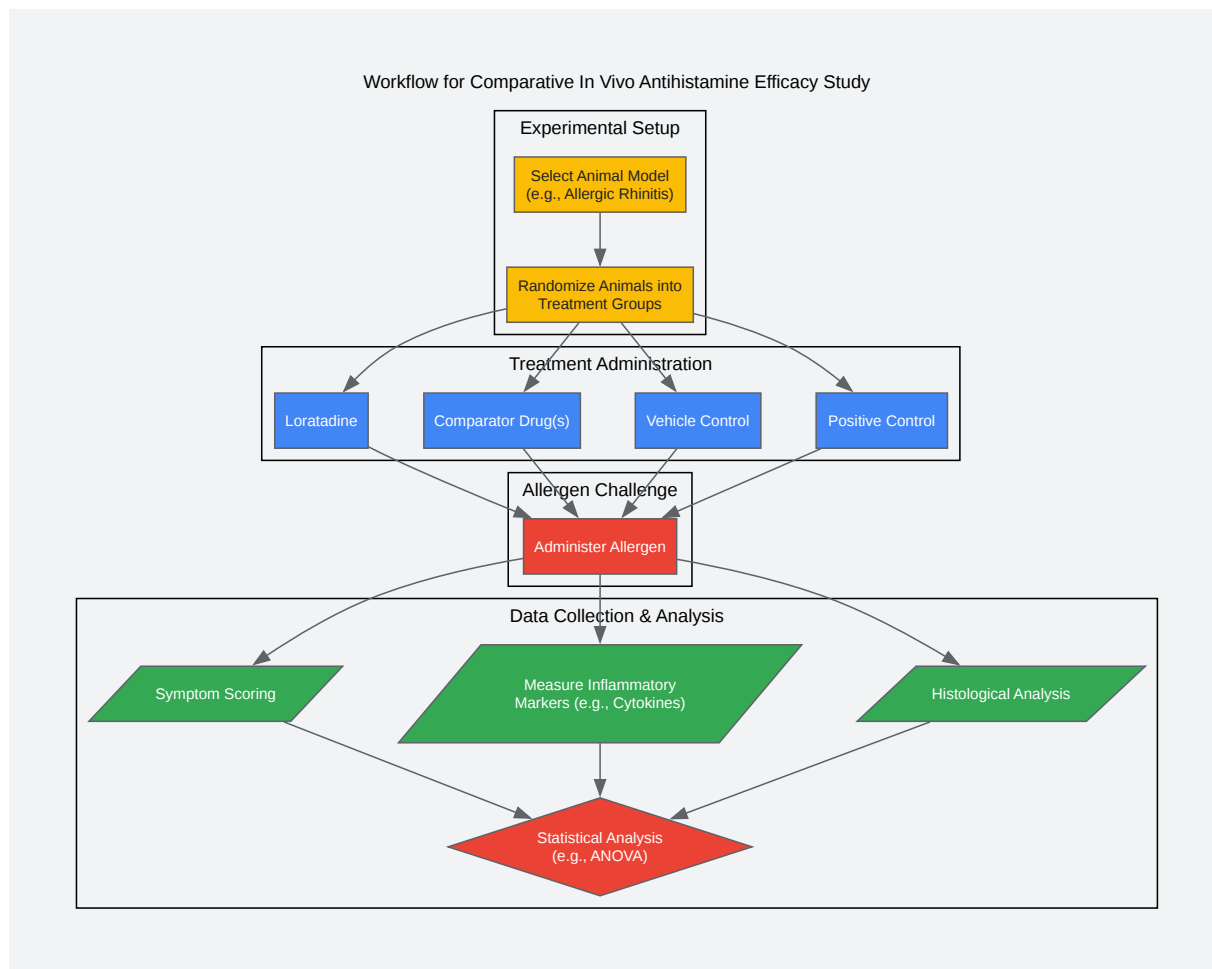 Workflow for Comparative In Vivo Antihistamine Efficacy Study
Experimental Setup
Select Animal Model
(e.g., Allergic Rhinitis)
Randomize Animals into
Treatment Groups
Treatment Administration
Loratadine
Comparator Drug(s)
Vehicle Control
Positive Control
Allergen Challenge
Administer Allergen
Data Collection & Analysis
Symptom Scoring
Measure Inflammatory
Markers (e.g., Cytokines)
Histological Analysis
Statistical Analysis
(e.g., ANOVA)